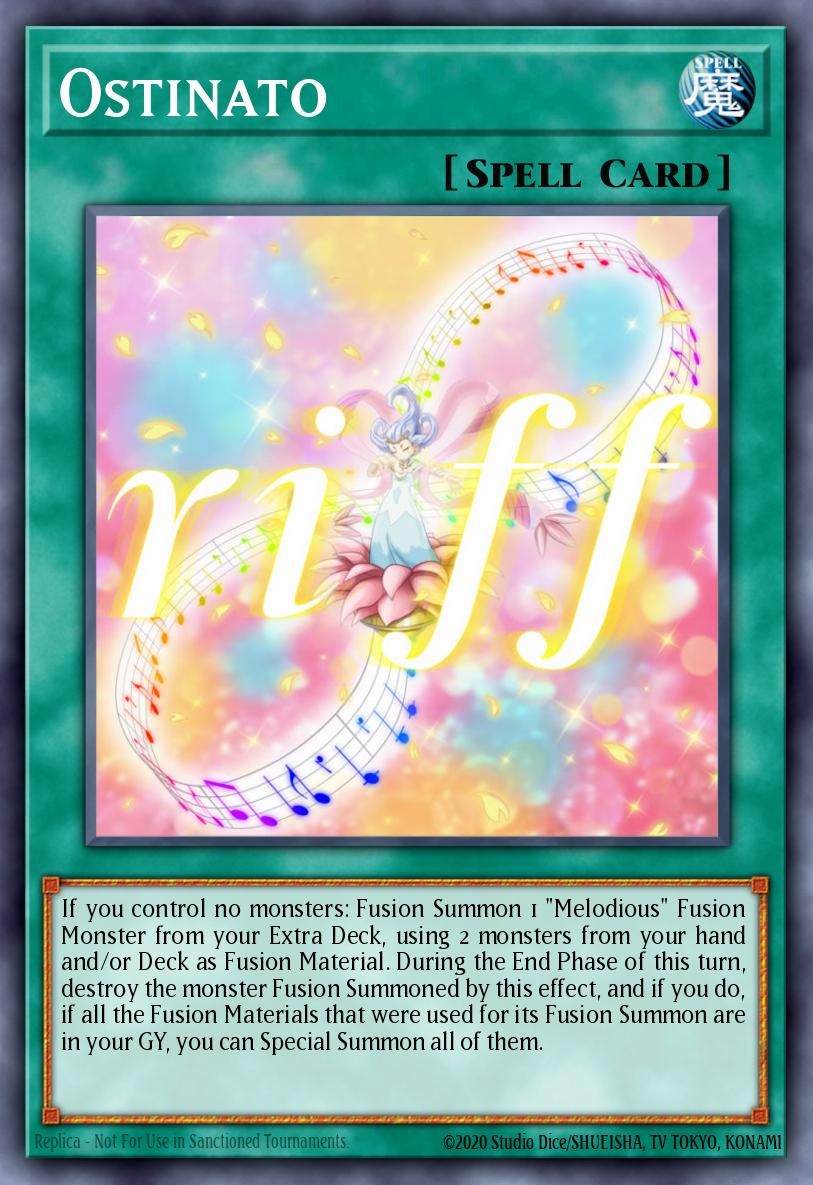 Ostinato
SPELL
魔
[ Spell Card ]
riff
If you control no monsters: Fusion Summon 1 "Melodious" Fusion
Monster from your Extra Deck, using 2 monsters from your hand
and/or Deck as Fusion Material. During the End Phase of this turn,
destroy the monster Fusion Summoned by this effect, and if you do,
if all the Fusion Materials that were used for its Fusion Summon are
in your GY, you can Special Summon all of them.
Replica - Not For Use in Sanctioned Tournaments.
©2020 Studio Dice/SHUEISHA, TV TOKYO, KONAMI